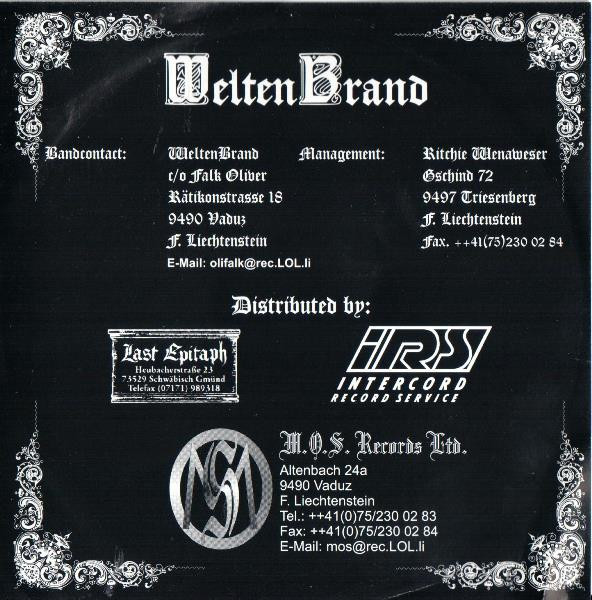 WeltenBrand
Bandcontact:
WeltenBrand
c/o Falk Oliver
Rätikonstrasse 18
9490 Vaduz
F. Liechtenstein
E-Mail: olifalk@rec.LOL.li
Management:
Ritchie Wenaweser
Gschind 72
9497 Triesenberg
F. Liechtenstein
Fax. ++41(75)230 02 84
Distributed by:
Last Epitaph
Heubacherstraße 23
73529 Schwäbisch Gmünd
Telefax (07171) 989318
IRS
INTERCORD
RECORD SERVICE
M.O.S. Records Ltd.
Altenbach 24a
9490 Vaduz
F. Liechtenstein
Tel.: ++41(0)75/230 02 83
Fax: ++41(0)75/230 02 84
E-Mail: mos@rec.LOL.li